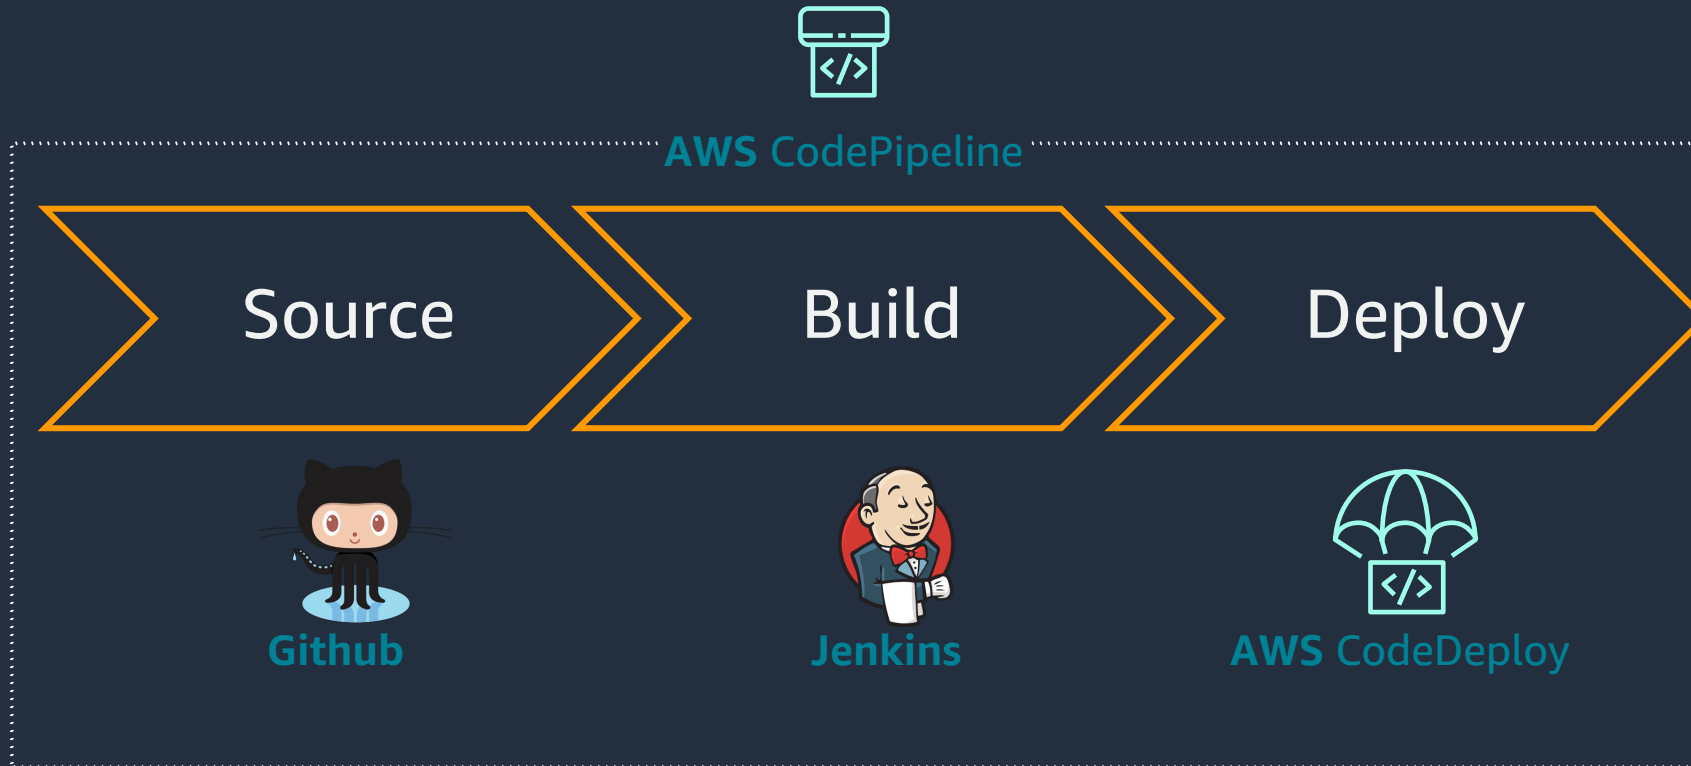 </>
AWS CodePipeline
Source
Build
Deploy
</>
Github
Jenkins
AWS CodeDeploy